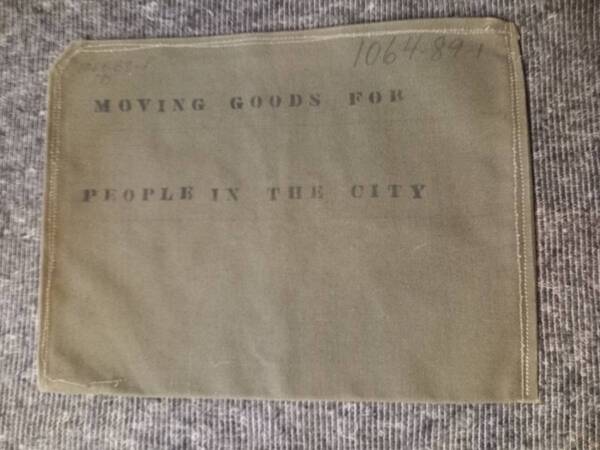 1064-89-1
MOVING GOODS FOR
PEOPLE IN THE CITY